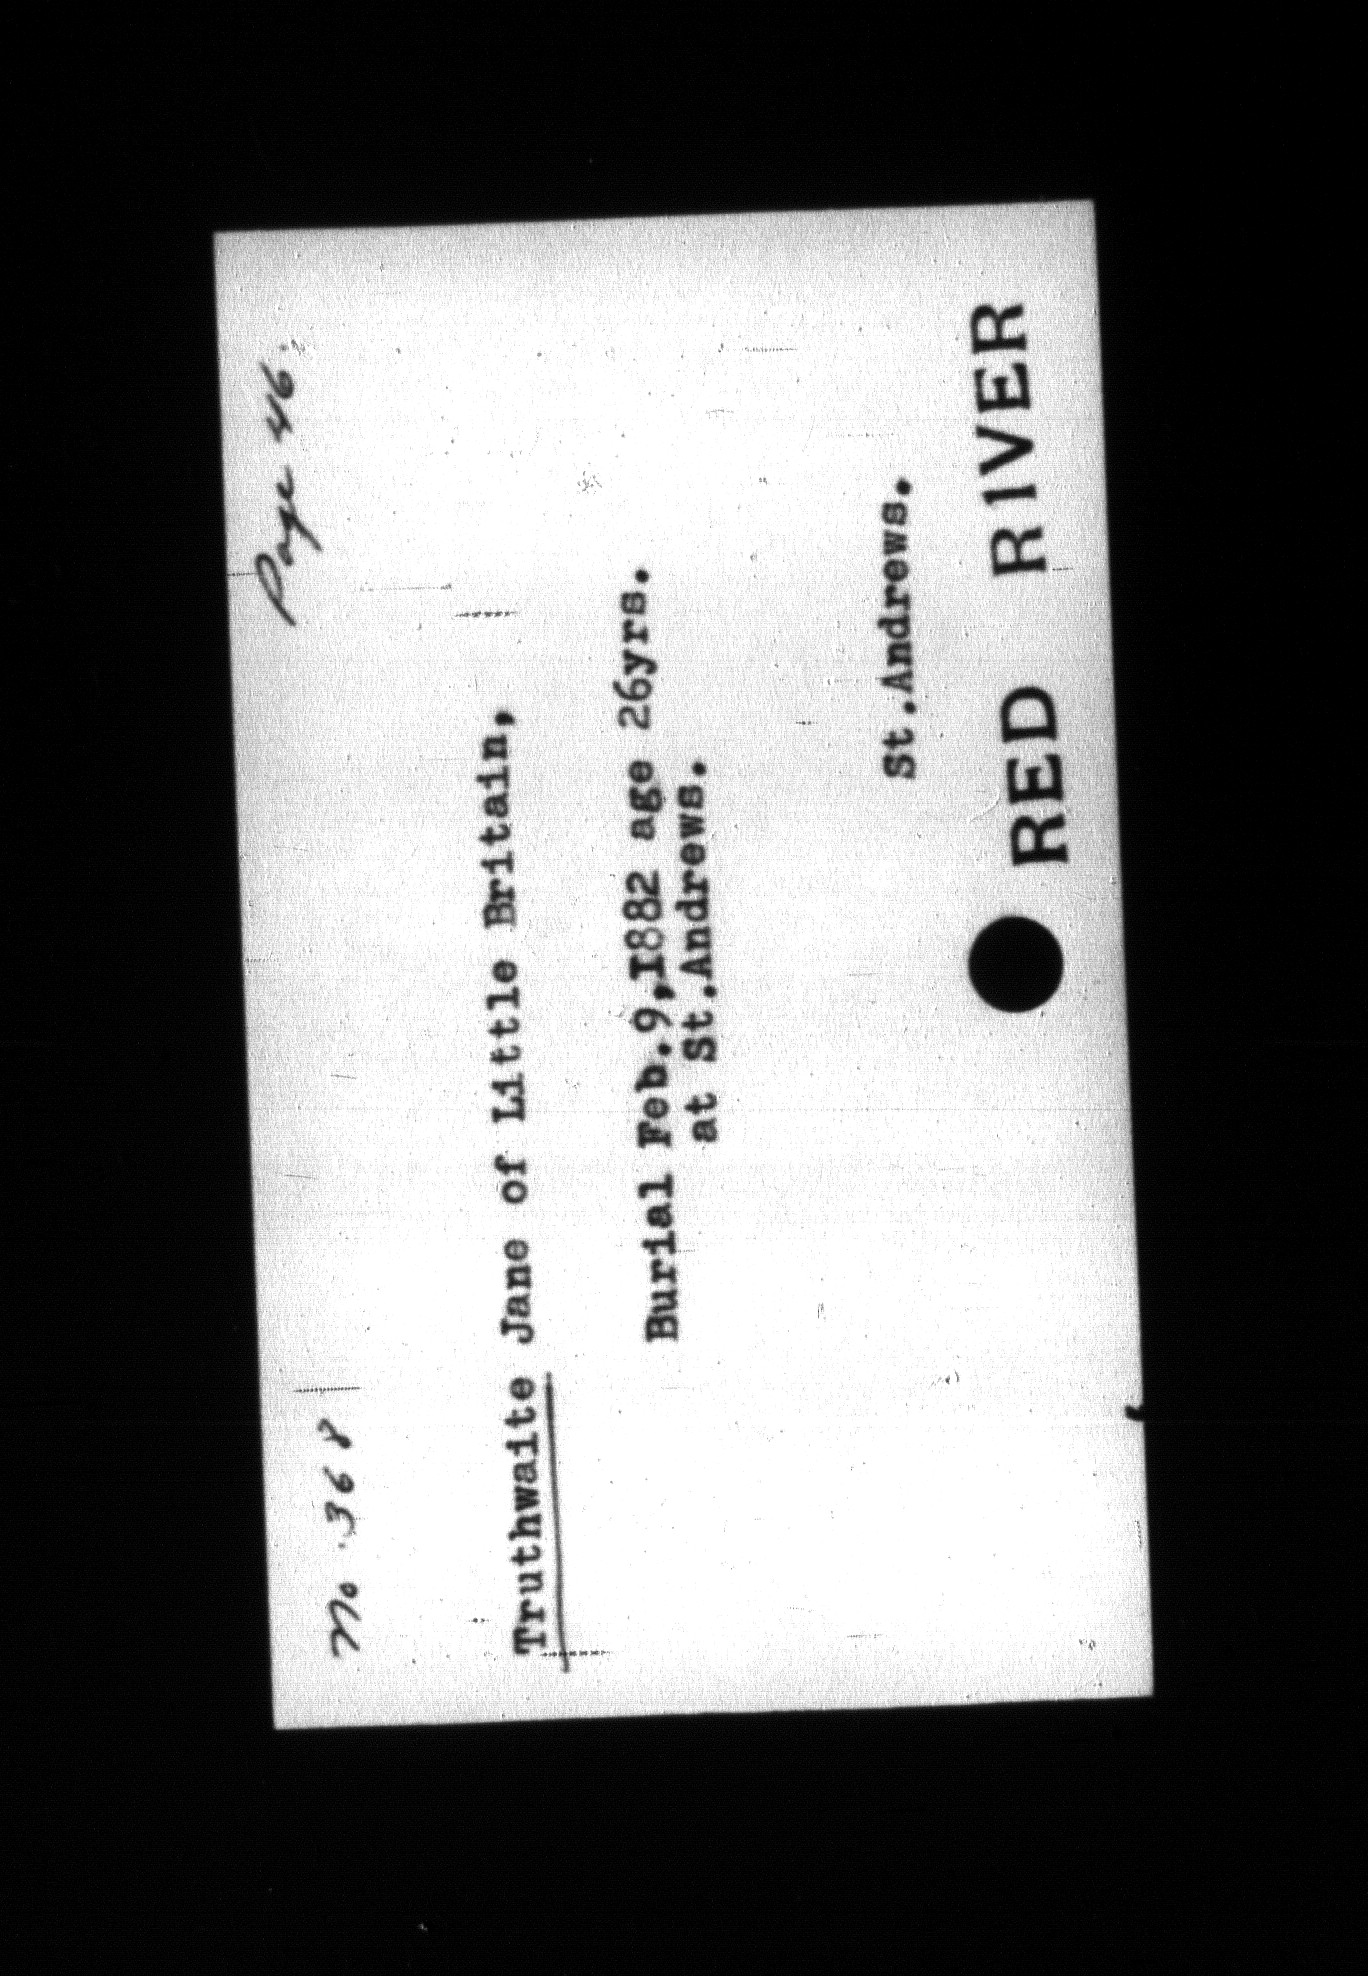 No. 368 Page 46.
Truthwaite Jane of Little Britain,
Burial Feb.9,I882 age 26yrs.
at St.Andrews.
St.Andrews.
RED RIVER